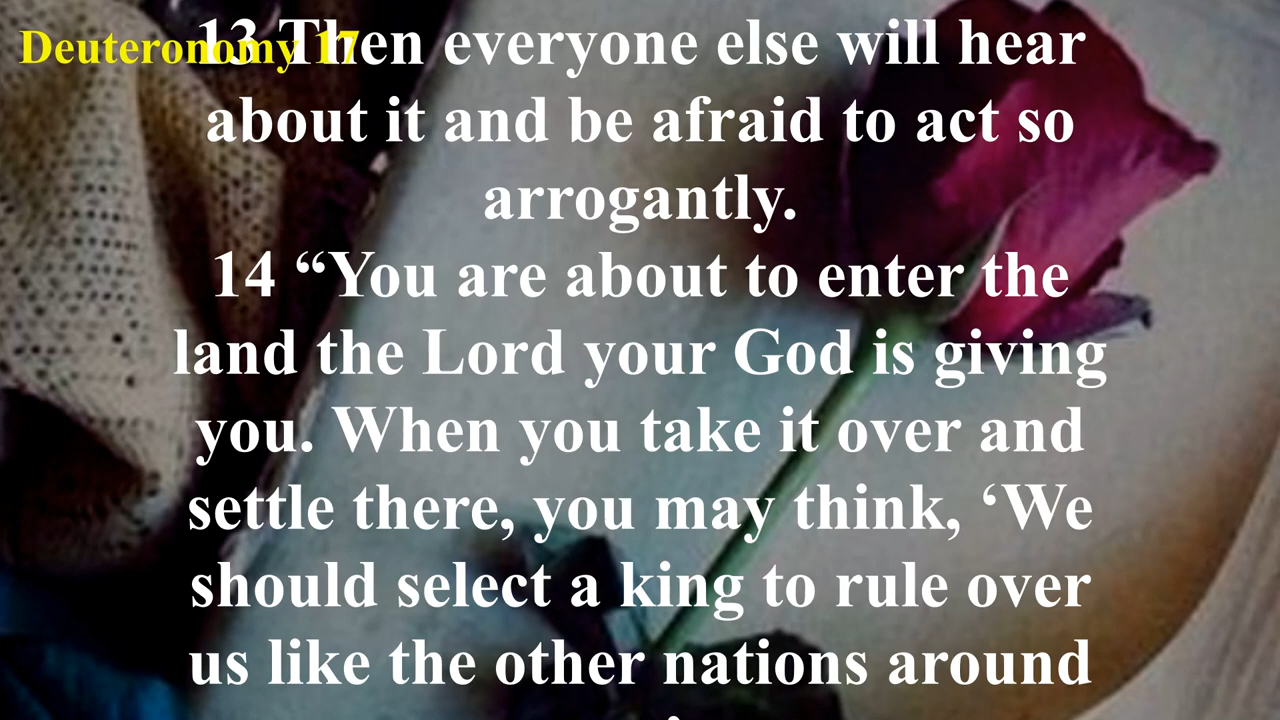 Deuteronomy 17
13 Then everyone else will hear
about it and be afraid to act so
arrogantly.
14 “You are about to enter the
land the Lord your God is giving
you. When you take it over and
settle there, you may think, ‘We
should select a king to rule over
us like the other nations around